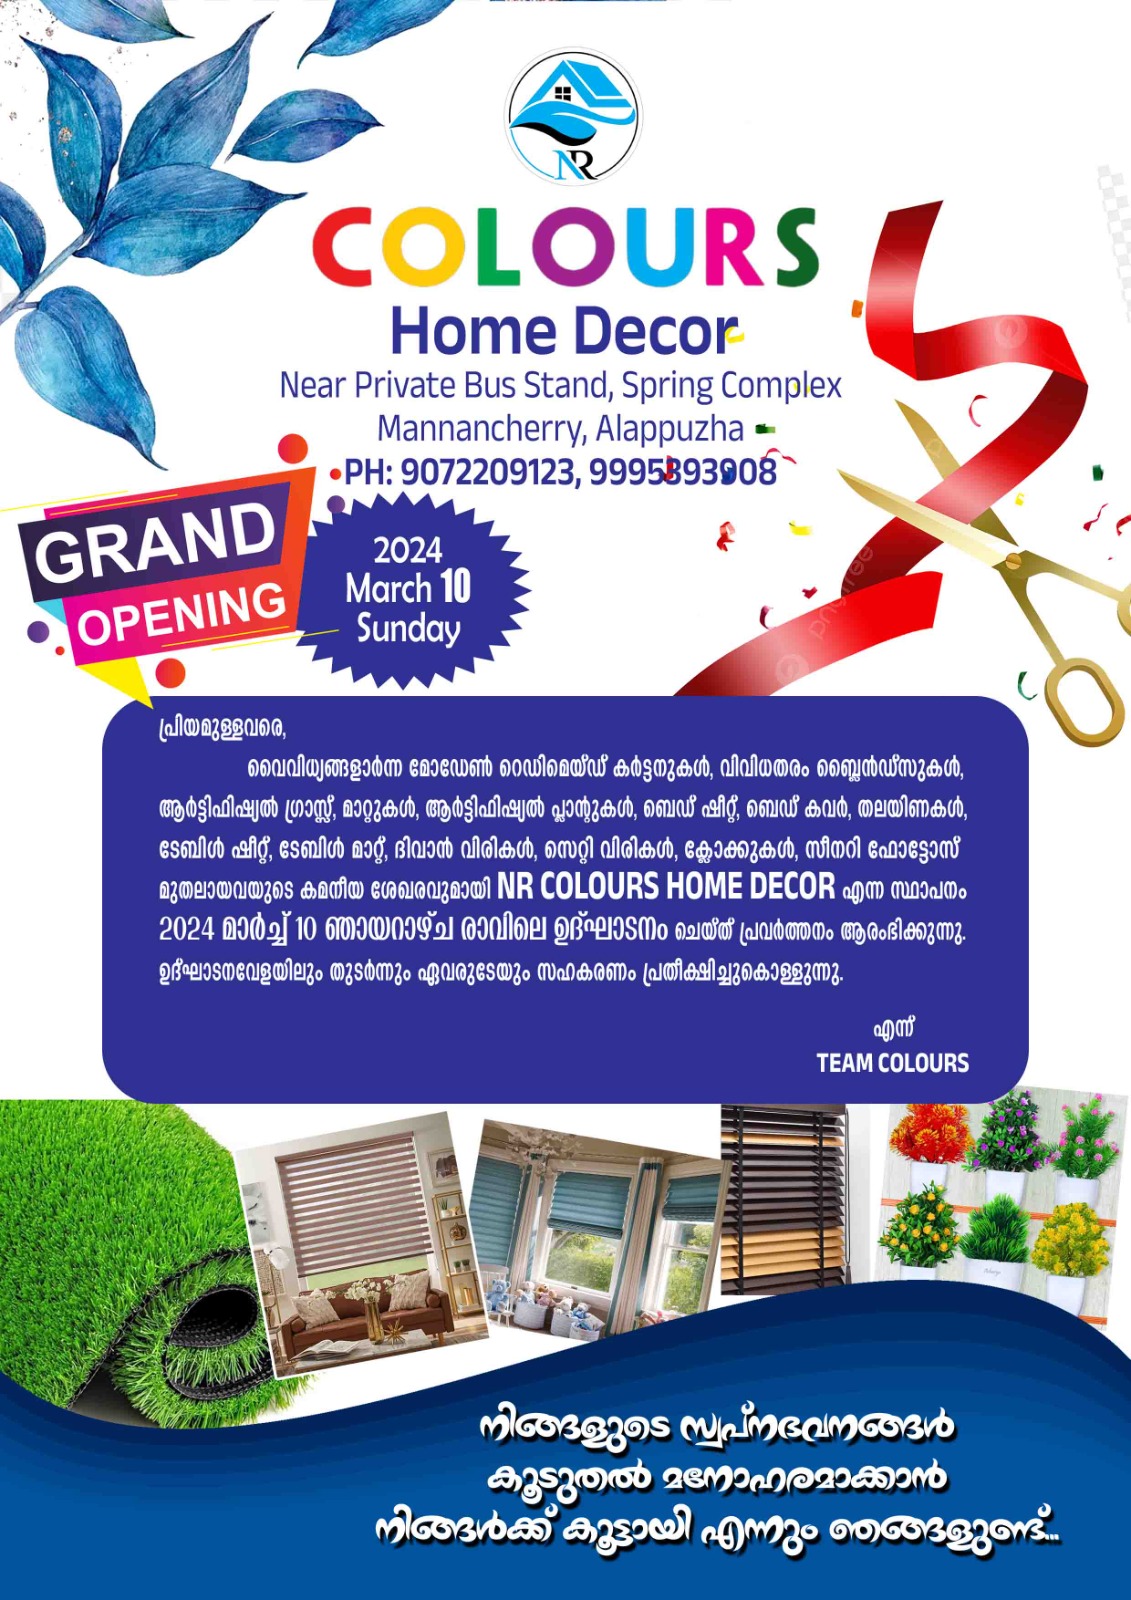 NR
COLOURS
Home Decor
Near Private Bus Stand, Spring Complex
Mannancherry, Alappuzha
PH: 9072209123, 9995393908
GRAND
OPENING
2024
March 10
Sunday
പ്രിയമുള്ളവരെ,
വൈവിധ്യങ്ങളാർന്ന മോഡേൺ റെഡിമെയ്ഡ് കർട്ടനുകൾ, വിവിധതരം ബ്ലൈൻഡ്സുകൾ,
ആർട്ടിഫിഷ്യൽ ഗ്രാസ്സ്, മാറ്റുകൾ, ആർട്ടിഫിഷ്യൽ പ്ലാന്റുകൾ, ബെഡ് ഷീറ്റ്, ബെഡ് കവർ, തലയിണകൾ,
ടേബിൾ ഷീറ്റ്, ടേബിൾ മാറ്റ്, ദിവാൻ വിരികൾ, സെറ്റി വിരികൾ, ക്ലോക്കുകൾ, സീനറി ഫോട്ടോസ്
മുതലായവയുടെ കമനീയ ശേഖരവുമായി NR COLOURS HOME DECOR എന്ന സ്ഥാപനം
2024 മാർച്ച് 10 ഞായറാഴ്ച രാവിലെ ഉദ്ഘാടനം ചെയ്ത് പ്രവർത്തനം ആരംഭിക്കുന്നു.
ഉദ്ഘാടനവേളയിലും തുടർന്നും ഏവരുടേയും സഹകരണം പ്രതീക്ഷിച്ചുകൊള്ളുന്നു.
എന്ന്
TEAM COLOURS
നിങ്ങളുടെ സ്വപ്നഭവനങ്ങൾ
കൂടുതൽ മനോഹരമാക്കാൻ
നിങ്ങൾക്ക് കൂട്ടായി എന്നും ഞങ്ങളുണ്ട്...